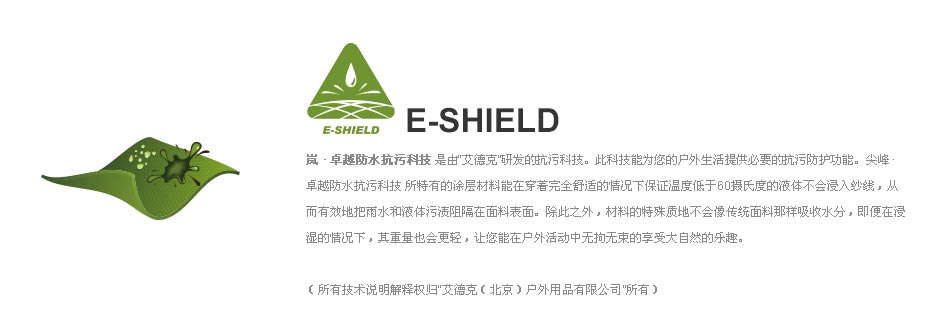 E-SHIELD
E-SHIELD
岚 · 卓越防水抗污科技 是由"艾德克"研发的抗污科技。此科技能为您的户外生活提供必要的抗污防护功能。尖峰 ·
卓越防水抗污科技 所特有的涂层材料能在穿着完全舒适的情况下保证温度低于60摄氏度的液体不会浸入纱线，从
而有效地把雨水和液体污渍阻隔在面料表面。除此之外，材料的特殊质地不会像传统面料那样吸收水分，即便在浸
湿的情况下，其重量也会更轻，让您能在户外活动中无拘无束的享受大自然的乐趣。
（所有技术说明解释权归"艾德克（北京）户外用品有限公司"所有）